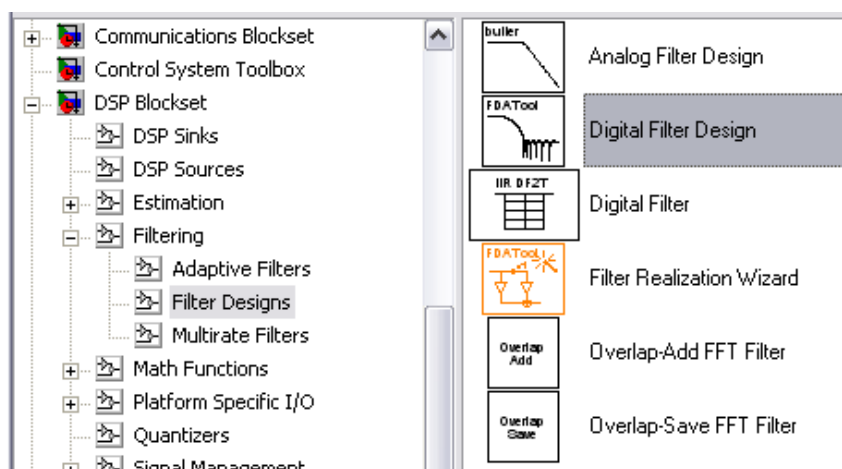 Communications Blockset
Control System Toolbox
DSP Blockset
DSP Sinks
DSP Sources
Estimation
Filtering
Adaptive Filters
Filter Designs
Multirate Filters
Math Functions
Platform Specific I/O
Quantizers
Signal Management
butter
Analog Filter Design
FDATool
Digital Filter Design
IIR DF2T
Digital Filter
FDATool
Filter Realization Wizard
Overlap
Add
Overlap-Add FFT Filter
Overlap
Save
Overlap-Save FFT Filter